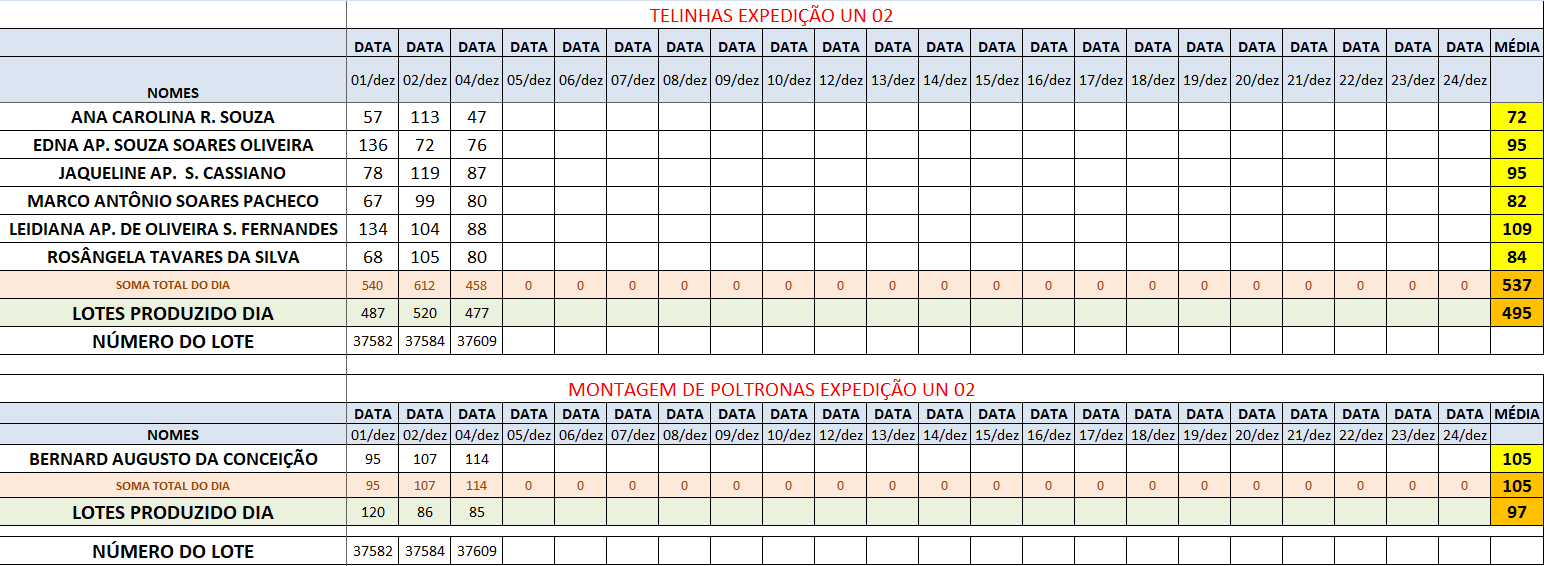 TELINHAS EXPEDIÇÃO UN 02
DATA DATA DATA DATA DATA DATA DATA DATA DATA DATA DATA DATA DATA DATA DATA DATA DATA DATA DATA DATA DATA DATA MÉDIA
NOMES 01/dez 02/dez 04/dez 05/dez 06/dez 07/dez 08/dez 09/dez 10/dez 12/dez 13/dez 14/dez 15/dez 16/dez 17/dez 18/dez 19/dez 20/dez 21/dez 22/dez 23/dez 24/dez
ANA CAROLINA R. SOUZA 57 113 47 72
EDNA AP. SOUZA SOARES OLIVEIRA 136 72 76 95
JAQUELINE AP. S. CASSIANO 78 119 87 95
MARCO ANTÔNIO SOARES PACHECO 67 99 80 82
LEIDIANA AP. DE OLIVEIRA S. FERNANDES 134 104 88 109
ROSÂNGELA TAVARES DA SILVA 68 105 80 84
SOMA TOTAL DO DIA 540 612 458 0 0 0 0 0 0 0 0 0 0 0 0 0 0 0 0 0 0 0 537
LOTES PRODUZIDO DIA 487 520 477 495
NÚMERO DO LOTE 37582 37584 37609
MONTAGEM DE POLTRONAS EXPEDIÇÃO UN 02
DATA DATA DATA DATA DATA DATA DATA DATA DATA DATA DATA DATA DATA DATA DATA DATA DATA DATA DATA DATA DATA DATA MÉDIA
NOMES 01/dez 02/dez 04/dez 05/dez 06/dez 07/dez 08/dez 09/dez 10/dez 12/dez 13/dez 14/dez 15/dez 16/dez 17/dez 18/dez 19/dez 20/dez 21/dez 22/dez 23/dez 24/dez
BERNARD AUGUSTO DA CONCEIÇÃO 95 107 114 105
SOMA TOTAL DO DIA 95 107 114 0 0 0 0 0 0 0 0 0 0 0 0 0 0 0 0 0 0 0 105
LOTES PRODUZIDO DIA 120 86 85 97
NÚMERO DO LOTE 37582 37584 37609